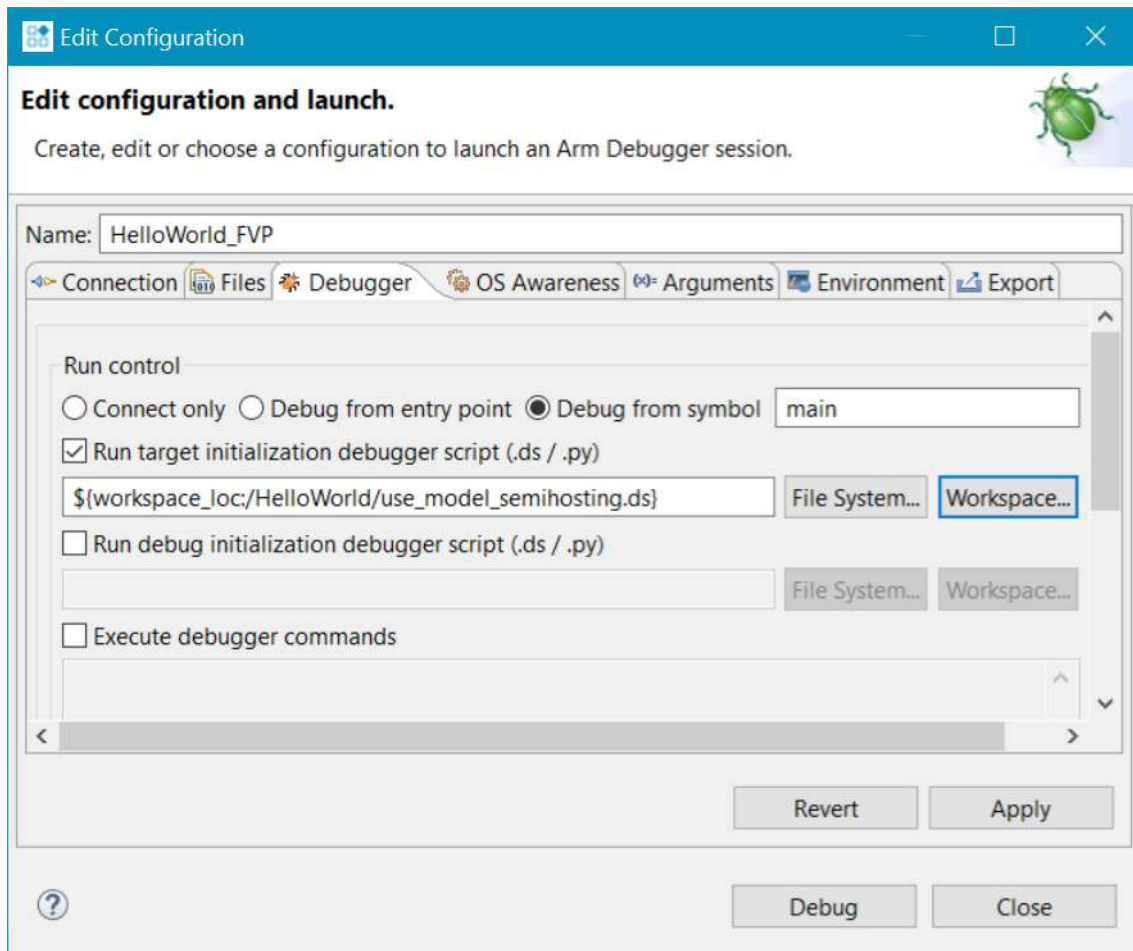 Edit Configuration
Edit configuration and launch.
Create, edit or choose a configuration to launch an Arm Debugger session.
Name: HelloWorld_FVP
Connection Files Debugger OS Awareness (x)= Arguments Environment Export
Run control
Connect only Debug from entry point Debug from symbol main
Run target initialization debugger script (.ds / .py)
${workspace_loc:/HelloWorld/use_model_semihosting.ds} File System... Workspace...
Run debug initialization debugger script (.ds / .py)
File System... Workspace...
Execute debugger commands
Revert Apply
? Debug Close